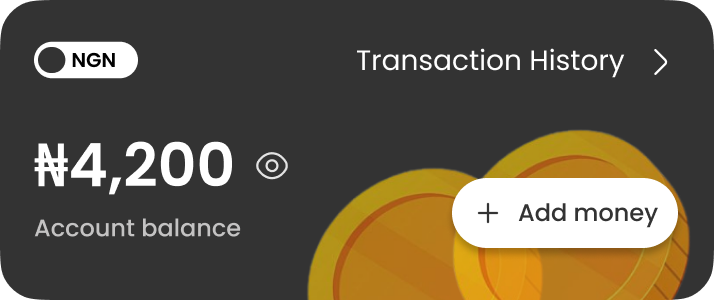 NGN
Transaction History
₦4,200
Account balance
+ Add money